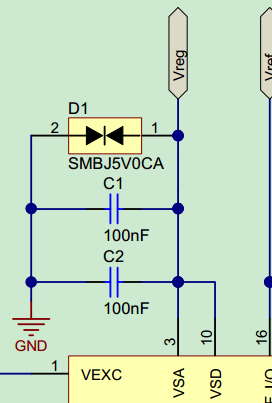 Vreg
Vref
D1
2
1
SMBJ5V0CA
C1
100nF
C2
100nF
GND
1
3
10
16
VEXC
VSA
VSD